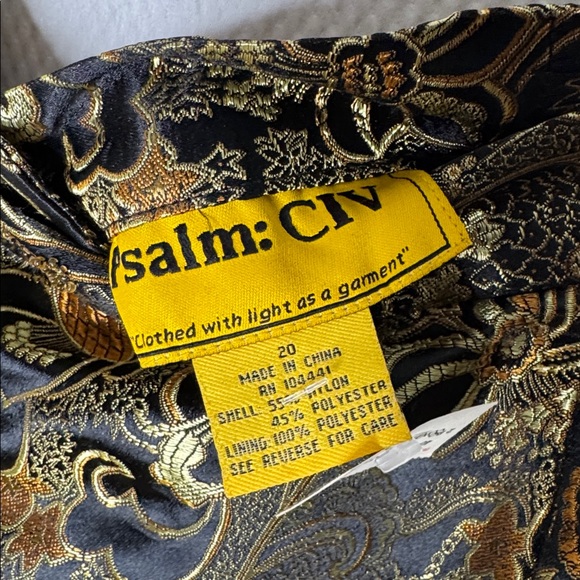 Psalm: CIV
"Clothed with light as a garment"
20
MADE IN CHINA
RN 104441
SHELL 55% NYLON
45% POLYESTER
LINING 100% POLYESTER
SEE REVERSE FOR CARE